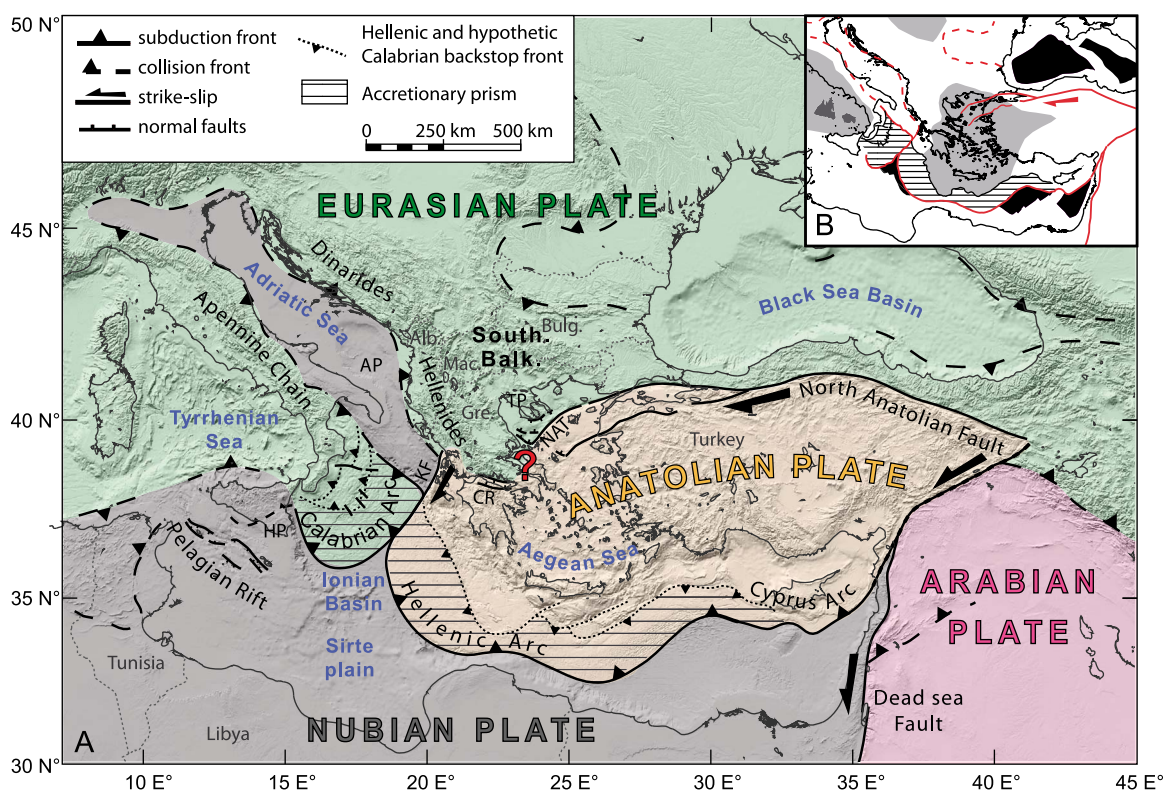 50 N°
45 N°
40 N°
35 N°
30 N°
subduction front
collision front
strike-slip
normal faults
Hellenic and hypothetic
Calabrian backstop front
Accretionary prism
0 250 km 500 km
B
EURASIAN PLATE
Dinarides
Adriatic Sea
Apennine Chain
Black Sea Basin
Bulg.
South.
Balk.
Alb.
Mac.
AP
Hellenides
TP
Gre.
NAT
North Anatolian Fault
Tyrrhenian
Sea
Turkey
?
ANATOLIAN PLATE
KF
CR
Calabrian Arc
HP
Pelagian Rift
Aegean Sea
Ionian
Basin
Cyprus Arc
Hellenic Arc
ARABIAN
PLATE
Sirte
plain
Tunisia
Dead sea
Fault
Libya
NUBIAN PLATE
A
10 E° 15 E° 20 E° 25 E° 30 E° 35 E° 40 E° 45 E°